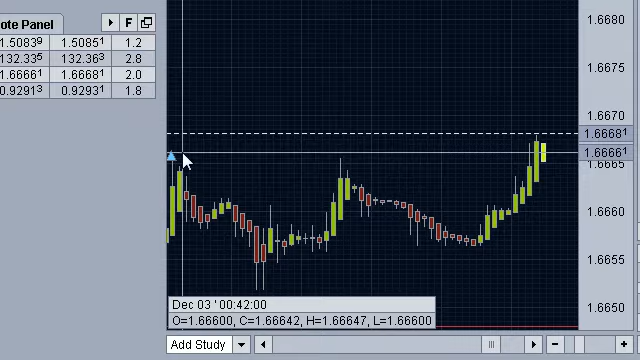 ote Panel F
1.5083⁹ 1.5085¹ 1.2
132.33⁵ 132.36³ 2.8
1.6666¹ 1.6668¹ 2.0
0.9291³ 0.9293¹ 1.8
1.6680
1.6675
1.6670
1.6668¹
1.6666¹
1.6665
1.6660
1.6655
1.6650
Dec 03 ' 00:42:00
O=1.66600, C=1.66642, H=1.66647, L=1.66600
Add Study